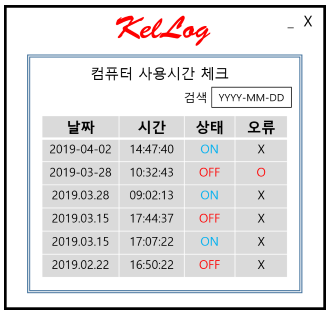 KelLog
_ X
컴퓨터 사용시간 체크
검색 YYYY-MM-DD
날짜 시간 상태 오류
2019-04-02 14:47:40 ON X
2019-03-28 10:32:43 OFF O
2019.03.28 09:02:13 ON X
2019.03.15 17:44:37 OFF X
2019.03.15 17:07:22 ON X
2019.02.22 16:50:22 OFF X